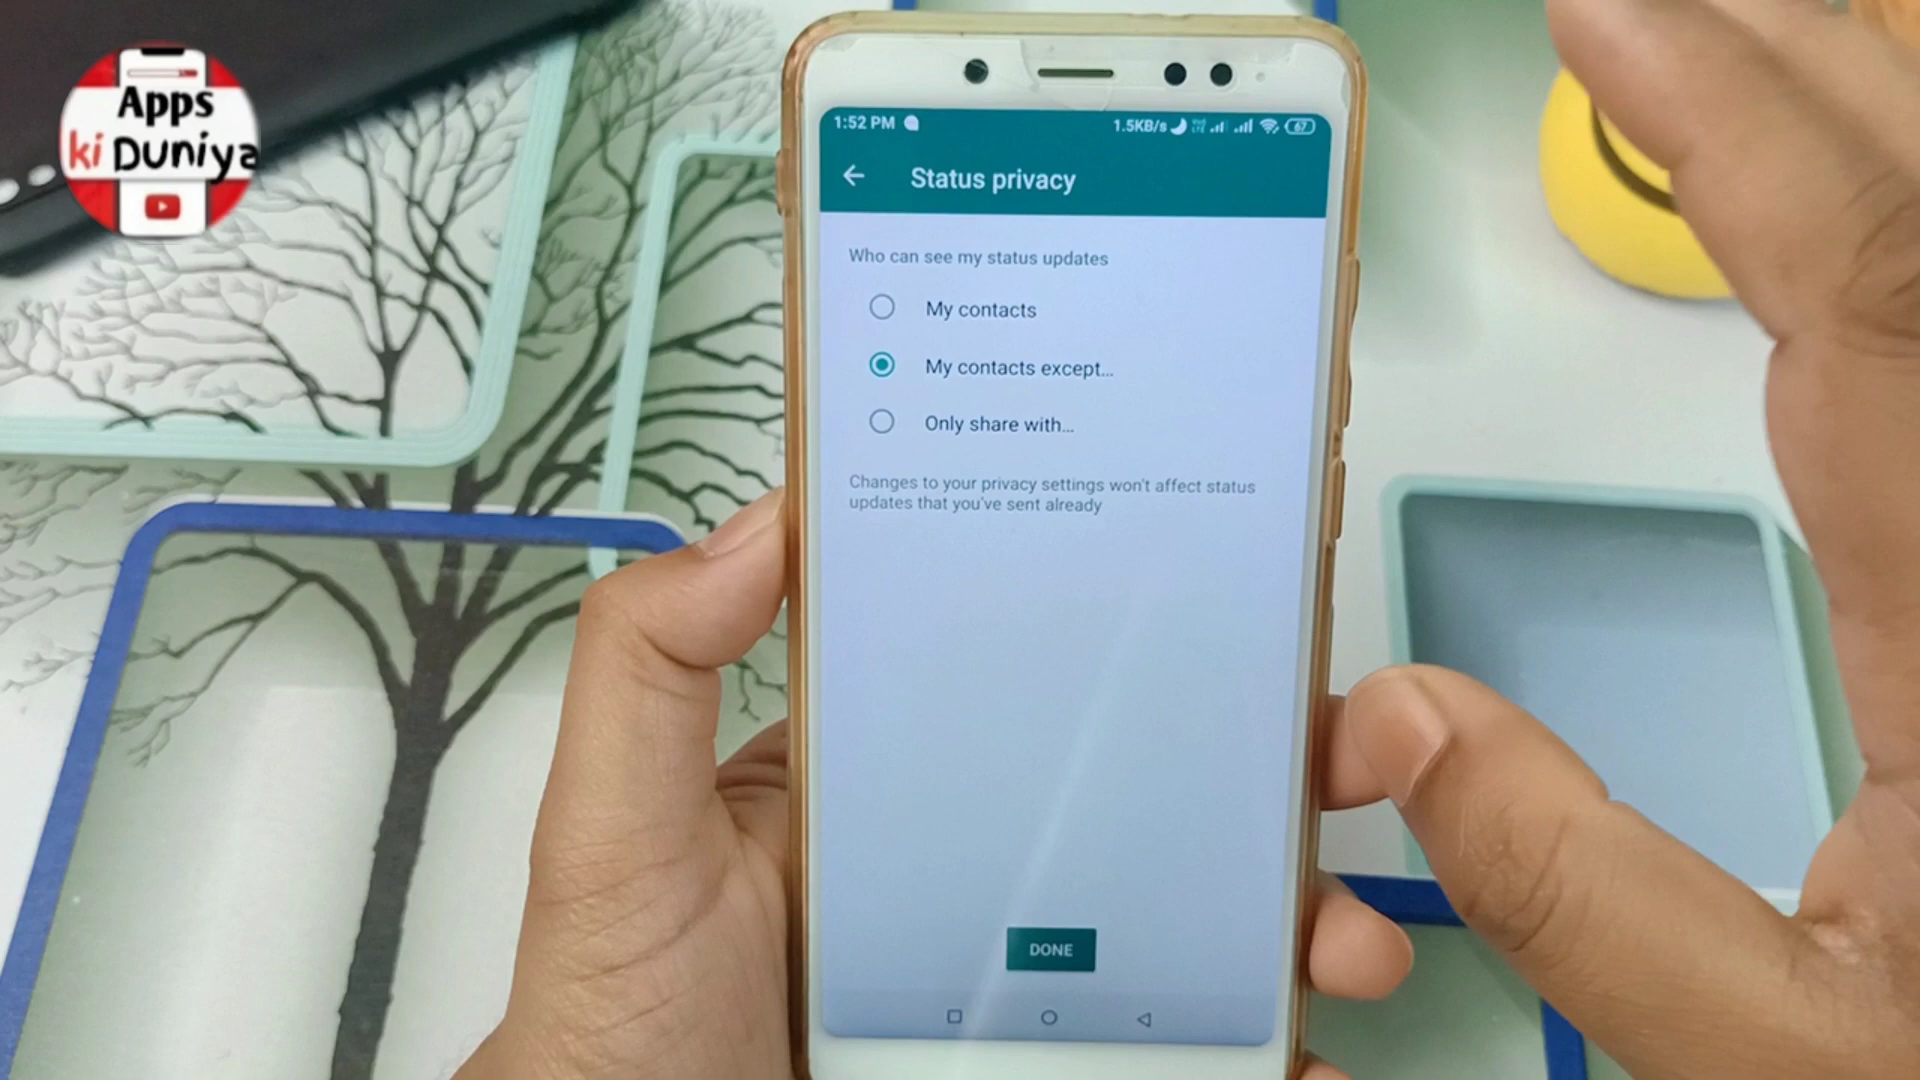 Apps
ki Duniya
1:52 PM
1.5KB/s
67
Status privacy
Who can see my status updates
My contacts
My contacts except...
Only share with...
Changes to your privacy settings won't affect status
updates that you've sent already
DONE